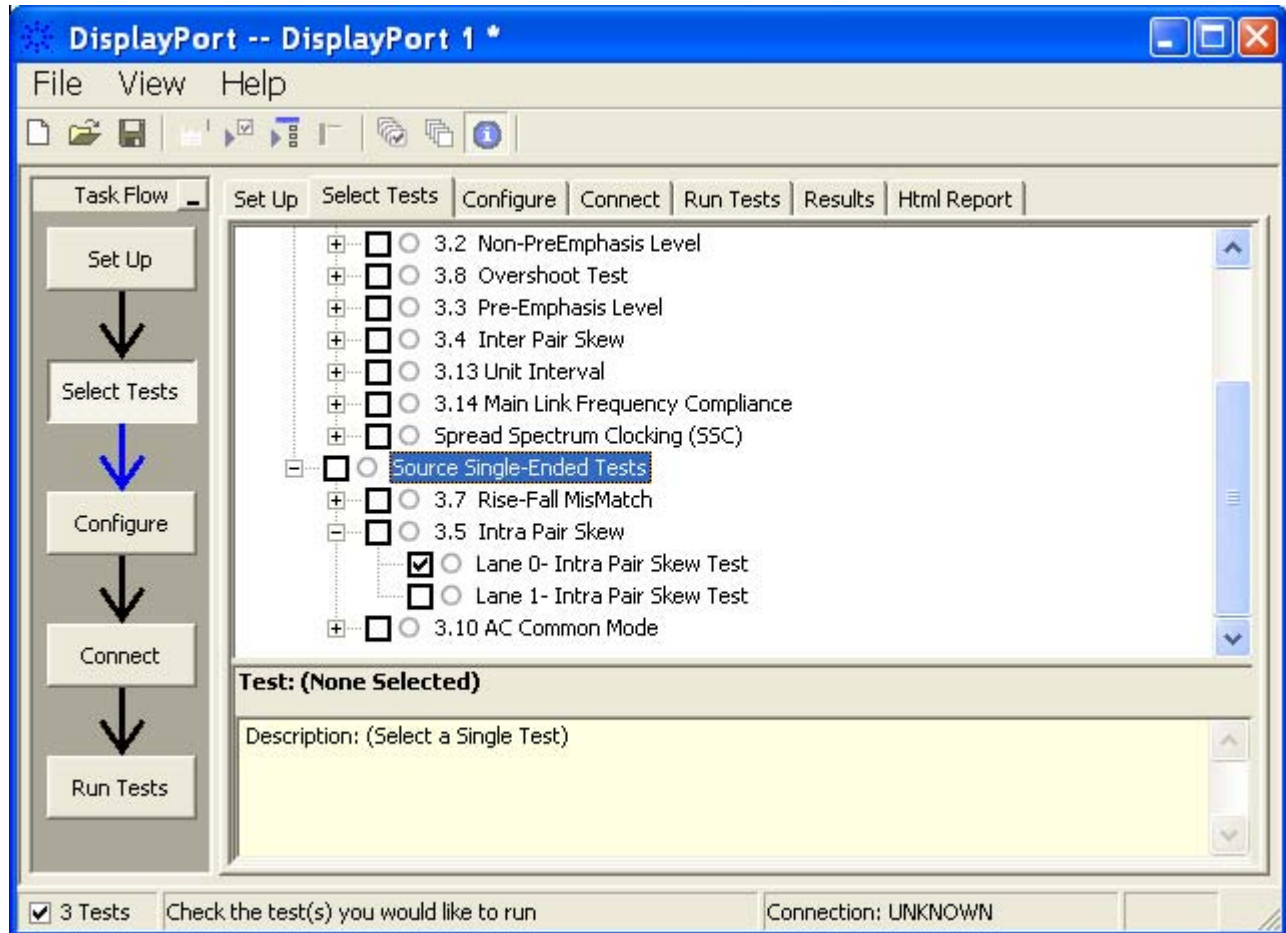 DisplayPort -- DisplayPort 1 *
File View Help
Task Flow
Set Up
Select Tests
Configure
Connect
Run Tests
Set Up Select Tests Configure Connect Run Tests Results Html Report
3.2 Non-PreEmphasis Level
3.8 Overshoot Test
3.3 Pre-Emphasis Level
3.4 Inter Pair Skew
3.13 Unit Interval
3.14 Main Link Frequency Compliance
Spread Spectrum Clocking (SSC)
Source Single-Ended Tests
3.7 Rise-Fall MisMatch
3.5 Intra Pair Skew
Lane 0- Intra Pair Skew Test
Lane 1- Intra Pair Skew Test
3.10 AC Common Mode
Test: (None Selected)
Description: (Select a Single Test)
3 Tests Check the test(s) you would like to run Connection: UNKNOWN